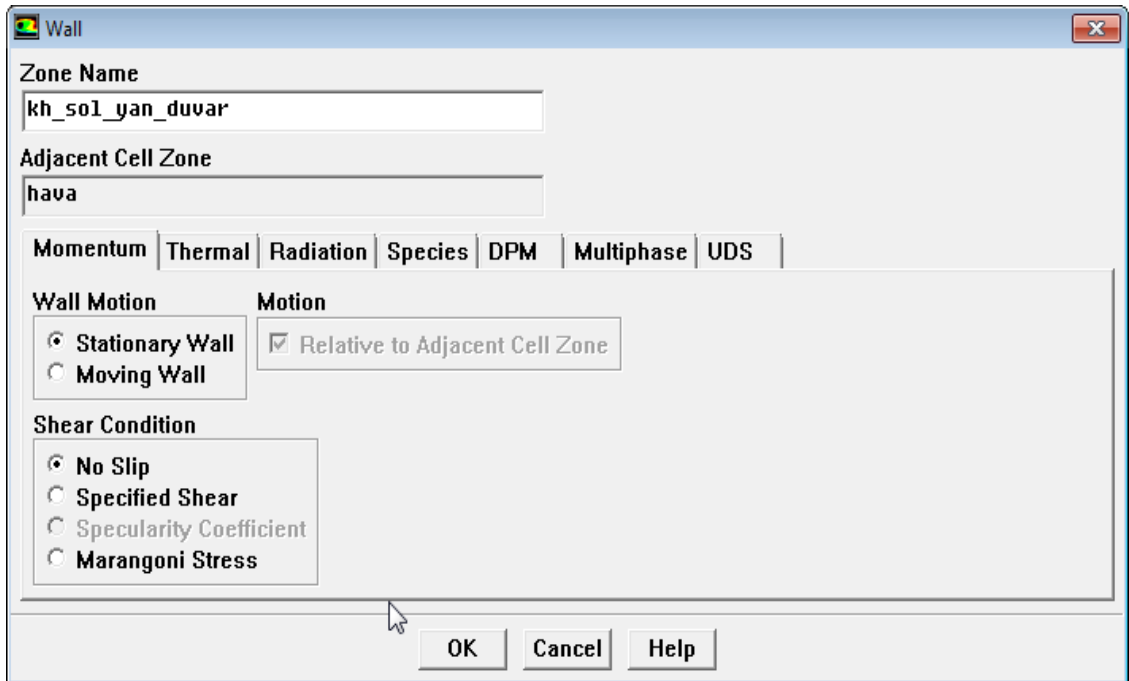 Wall
Zone Name
kh_sol_yan_duvar
Adjacent Cell Zone
hava
Momentum Thermal Radiation Species DPM Multiphase UDS
Wall Motion Motion
Stationary Wall Relative to Adjacent Cell Zone
Moving Wall
Shear Condition
No Slip
Specified Shear
Specularity Coefficient
Marangoni Stress
OK Cancel Help